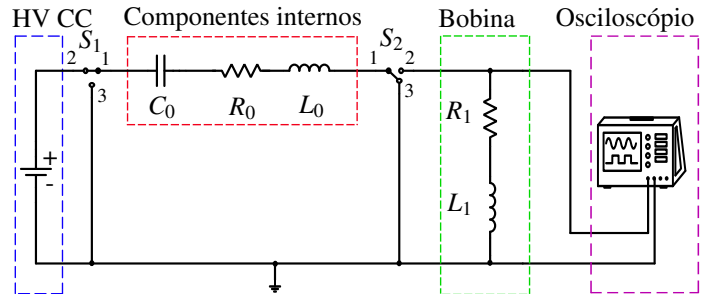 HV CC
Componentes internos
Bobina
Osciloscópio
S1
2 1
3
C0 R0 L0
S2
1 2
3
R1
L1
+
-